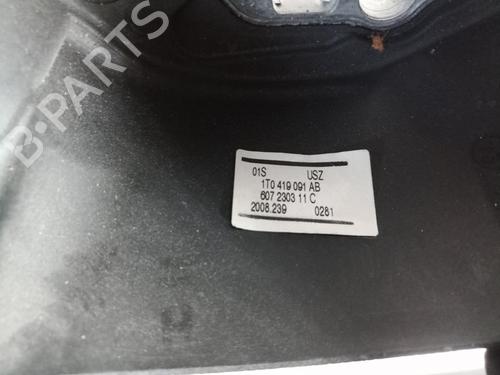 B-PARTS
01S USZ
1T0 419 091 AB
607 2303 11 C
2008.239 0281